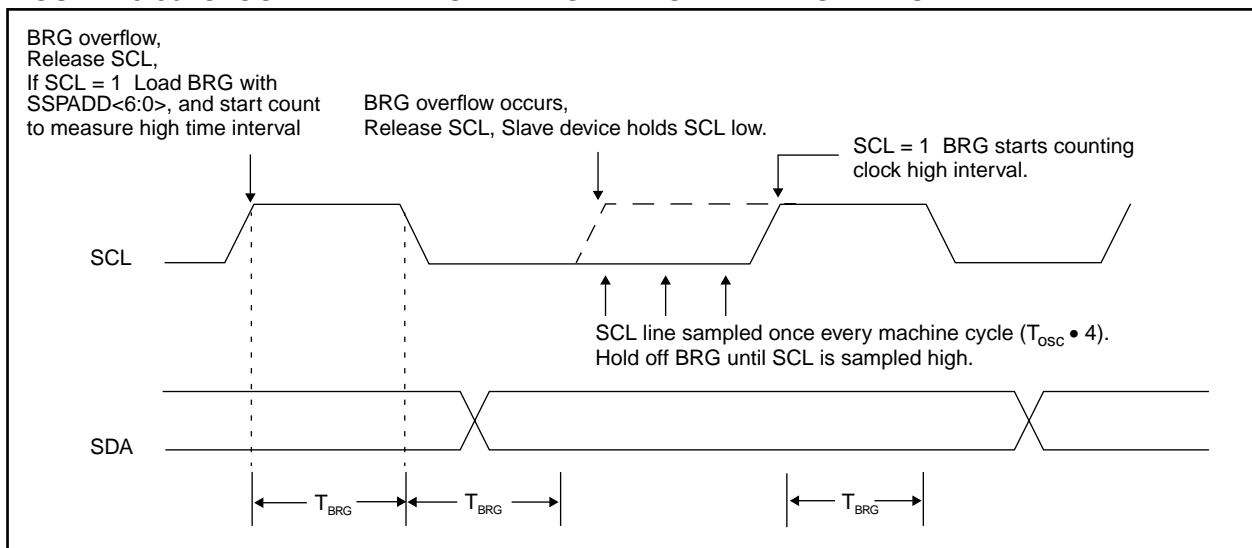 BRG overflow,
Release SCL,
If SCL = 1 Load BRG with
SSPADD<6:0>, and start count
to measure high time interval
BRG overflow occurs,
Release SCL, Slave device holds SCL low.
SCL = 1 BRG starts counting
clock high interval.
SCL
SCL line sampled once every machine cycle (Tosc • 4).
Hold off BRG until SCL is sampled high.
SDA
TBRG
TBRG
TBRG